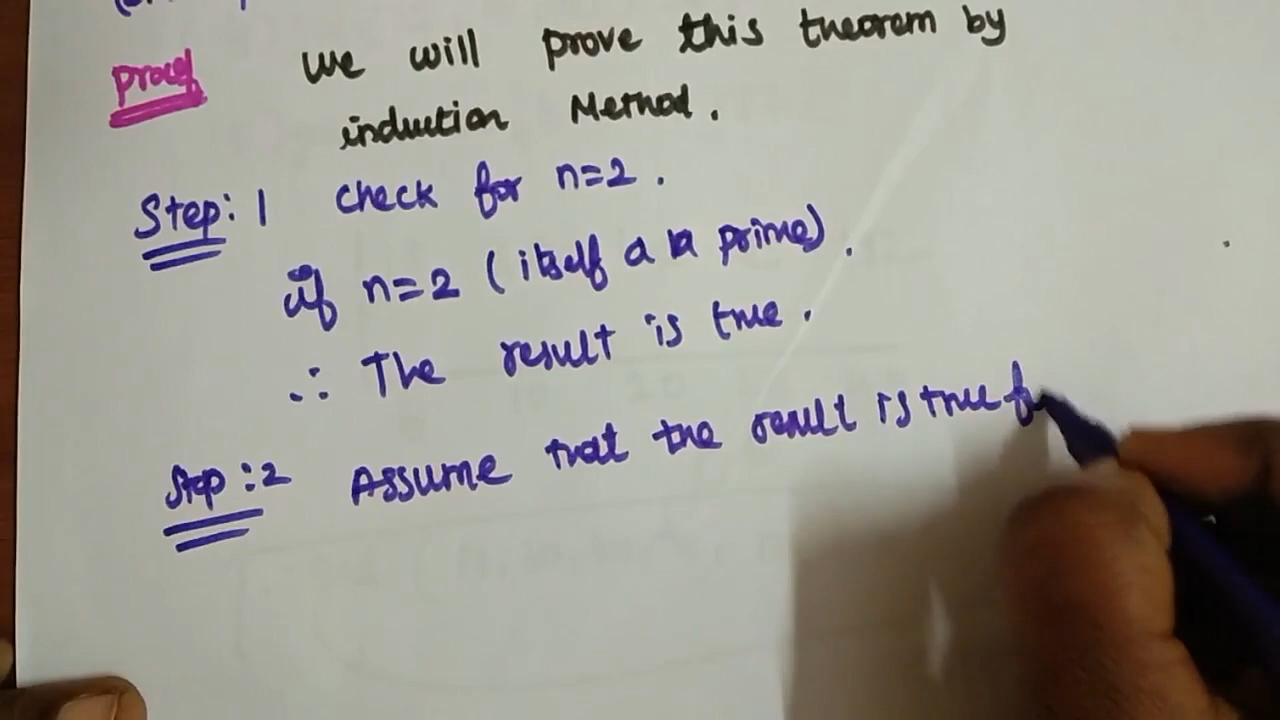 Proof We will prove this theorem by
induction Method.
Step:1 Check for n=2.
if n=2 (itself a prime).
∴ The result is true.
Step:2 Assume that the result is true